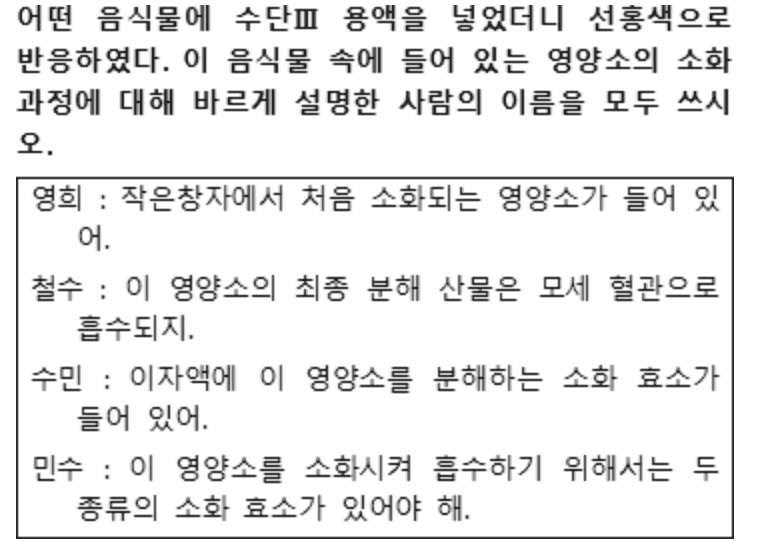 어떤 음식물에 수단Ⅲ 용액을 넣었더니 선홍색으로
반응하였다. 이 음식물 속에 들어 있는 영양소의 소화
과정에 대해 바르게 설명한 사람의 이름을 모두 쓰시
오.
영희 : 작은창자에서 처음 소화되는 영양소가 들어 있
어.
철수 : 이 영양소의 최종 분해 산물은 모세 혈관으로
흡수되지.
수민 : 이자액에 이 영양소를 분해하는 소화 효소가
들어 있어.
민수 : 이 영양소를 소화시켜 흡수하기 위해서는 두
종류의 소화 효소가 있어야 해.